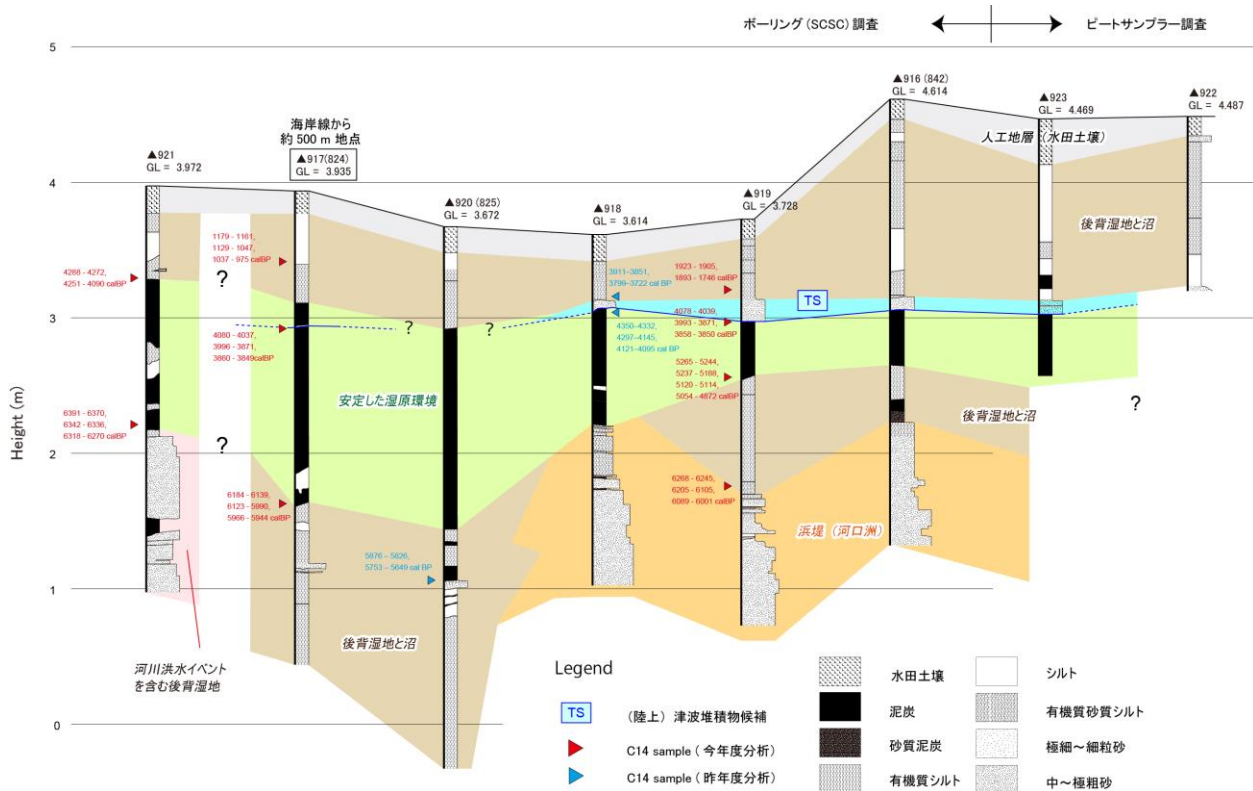 ボーリング (SCSC) 調査
ピートサンプラー調査
5
4
3
2
1
0
Height (m)
▲921
GL = 3.972
海岸線から
約 500 m 地点
▲917(824)
GL = 3.935
▲920 (825)
GL = 3.672
▲918
GL = 3.614
▲919
GL = 3.728
▲916 (842)
GL = 4.614
▲923
GL = 4.469
▲922
GL = 4.487
人工地層 (水田土壌)
後背湿地と沼
4288 - 4272,
4251 - 4090 calBP
?
1179 - 1161,
1129 - 1047,
1037 - 975 calBP
3911–3851,
3799–3722 cal BP
1923 - 1905,
1893 - 1746 calBP
TS
4080 - 4037,
3996 - 3871,
3860 - 3849calBP
?
?
4350 - 4332,
4297 - 4145,
4121–4095 cal BP
4078 - 4039,
3993 - 3871,
3858 - 3850 calBP
5265 - 5244,
5237 - 5188,
5120 - 5114,
5054 - 4872 calBP
安定した湿原環境
6391 - 6370,
6342 - 6336,
6318 - 6270 calBP
?
後背湿地と沼
?
6184 - 6139,
6123 - 5990,
5966 - 5944 calBP
6268 - 6245,
6205 - 6105,
6089 - 6001 calBP
浜堤 (河口洲)
5876 – 5826,
5753 – 5649 cal BP
後背湿地と沼
河川洪水イベント
を含む後背湿地
Legend
TS
(陸上) 津波堆積物候補
C14 sample ( 今年度分析)
C14 sample ( 昨年度分析)
水田土壌
泥炭
砂質泥炭
有機質シルト
シルト
有機質砂質シルト
極細～細粒砂
中～極粗砂